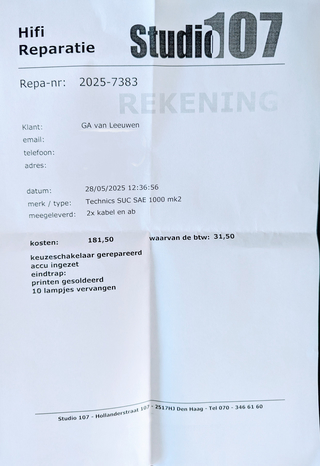 Hifi
Reparatie
Studio 107
Repa-nr: 2025-7383
REKENING
Klant: GA van Leeuwen
email:
telefoon:
adres:
datum: 28/05/2025 12:36:56
merk / type: Technics SUC SAE 1000 mk2
meegeleverd: 2x kabel en ab
kosten: 181,50 waarvan de btw: 31,50
keuzeschakelaar gerepareerd
accu ingezet
eindtrap:
printen gesoldeerd
10 lampjes vervangen
Studio 107 - Hollanderstraat 107 - 2517HJ Den Haag - Tel 070 - 346 61 60